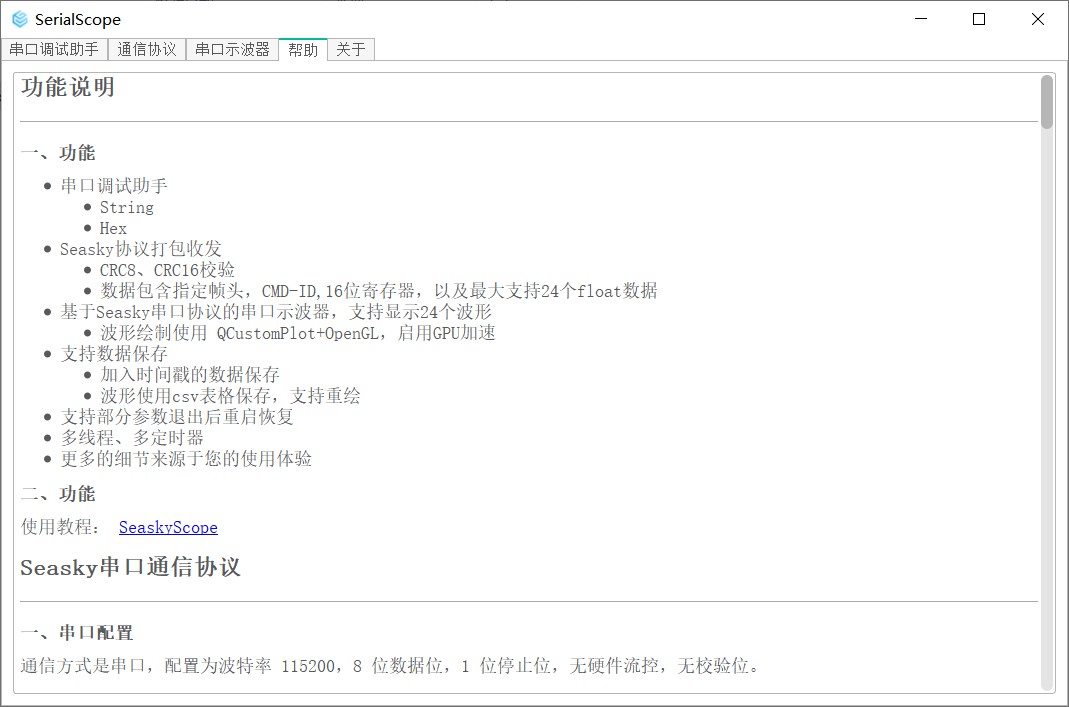 SerialScope
串口调试助手 通信协议 串口示波器 帮助 关于
功能说明
一、功能
串口调试助手
String
Hex
Seasky协议打包收发
CRC8、CRC16校验
数据包含指定帧头，CMD-ID,16位寄存器，以及最大支持24个float数据
基于Seasky串口协议的串口示波器，支持显示24个波形
波形绘制使用 QCustomPlot+OpenGL，启用GPU加速
支持数据保存
加入时间戳的数据保存
波形使用csv表格保存，支持重绘
支持部分参数退出后重启恢复
多线程、多定时器
更多的细节来源于您的使用体验
二、功能
使用教程： SeaskyScope
Seasky串口通信协议
一、串口配置
通信方式是串口，配置为波特率 115200，8 位数据位，1 位停止位，无硬件流控，无校验位。